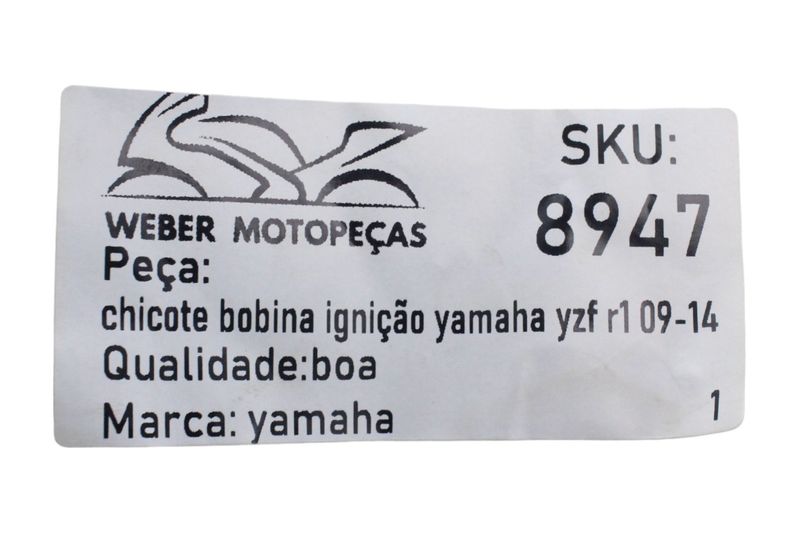 SKU:
8947
WEBER MOTOPEÇAS
Peça:
chicote bobina ignição yamaha yzf r1 09-14
Qualidade:boa
Marca: yamaha
1